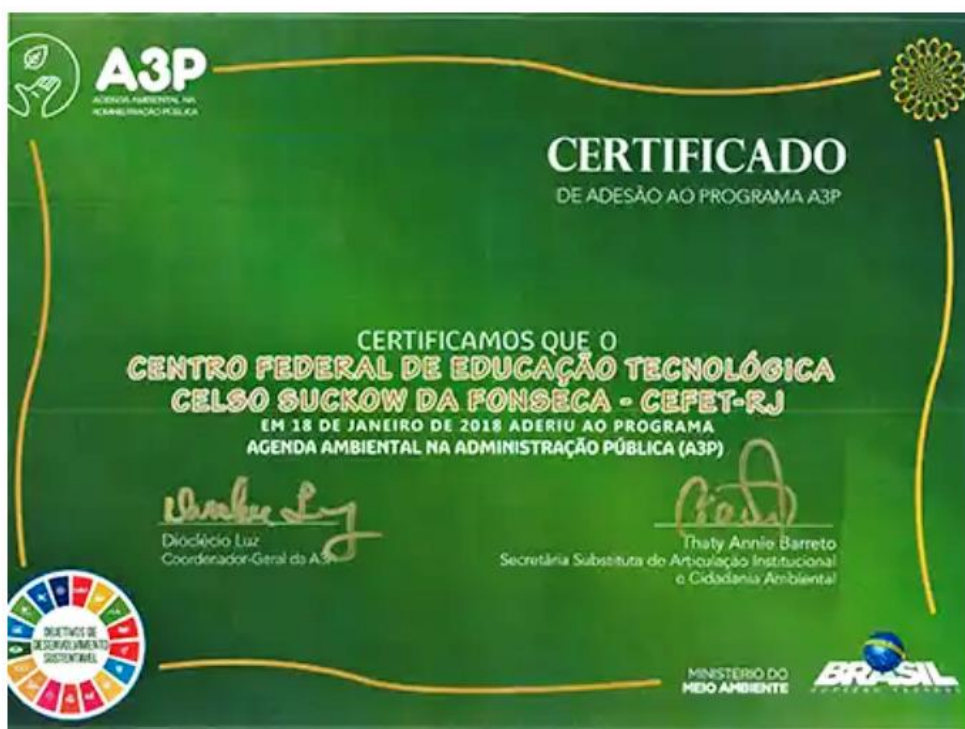 A3P
AGENDA AMBIENTAL NA
ADMINISTRAÇÃO PÚBLICA
CERTIFICADO
DE ADESÃO AO PROGRAMA A3P
CERTIFICAMOS QUE O
CENTRO FEDERAL DE EDUCAÇÃO TECNOLÓGICA
CELSO SUCKOW DA FONSECA - CEFET-RJ
EM 18 DE JANEIRO DE 2018 ADERIU AO PROGRAMA
AGENDA AMBIENTAL NA ADMINISTRAÇÃO PÚBLICA (A3P)
Dioclécio Luz
Coordenador-Geral da A3P
Thaty Annie Barreto
Secretária Substituta de Articulação Institucional
e Cidadania Ambiental
OBJETIVOS DE
DESENVOLVIMENTO
SUSTENTÁVEL
MINISTÉRIO DO
MEIO AMBIENTE
BRASIL
GOVERNO FEDERAL